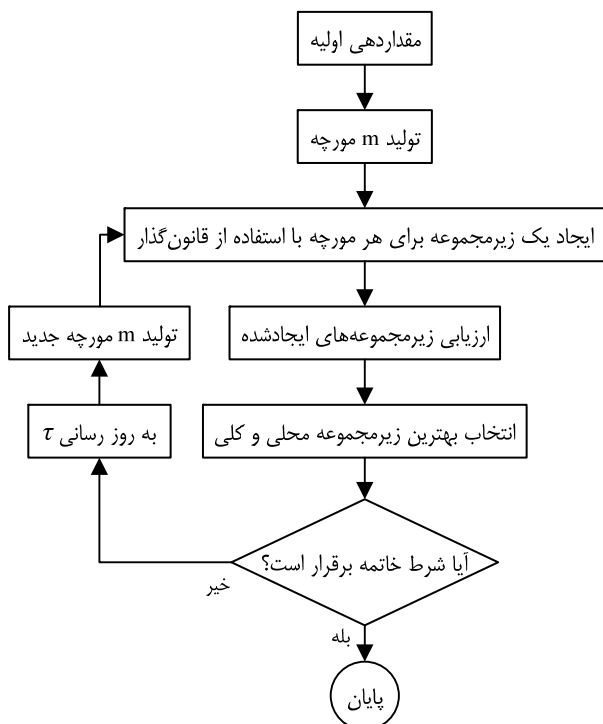 مقداردهی اولیه
تولید m مورچه
ایجاد یک زیرمجموعه برای هر مورچه با استفاده از قانون‌گذار
ارزیابی زیرمجموعه‌های ایجادشده
انتخاب بهترین زیرمجموعه محلی و کلی
آیا شرط خاتمه برقرار است؟
خیر
به روز رسانی τ
تولید m مورچه جدید
بله
پایان